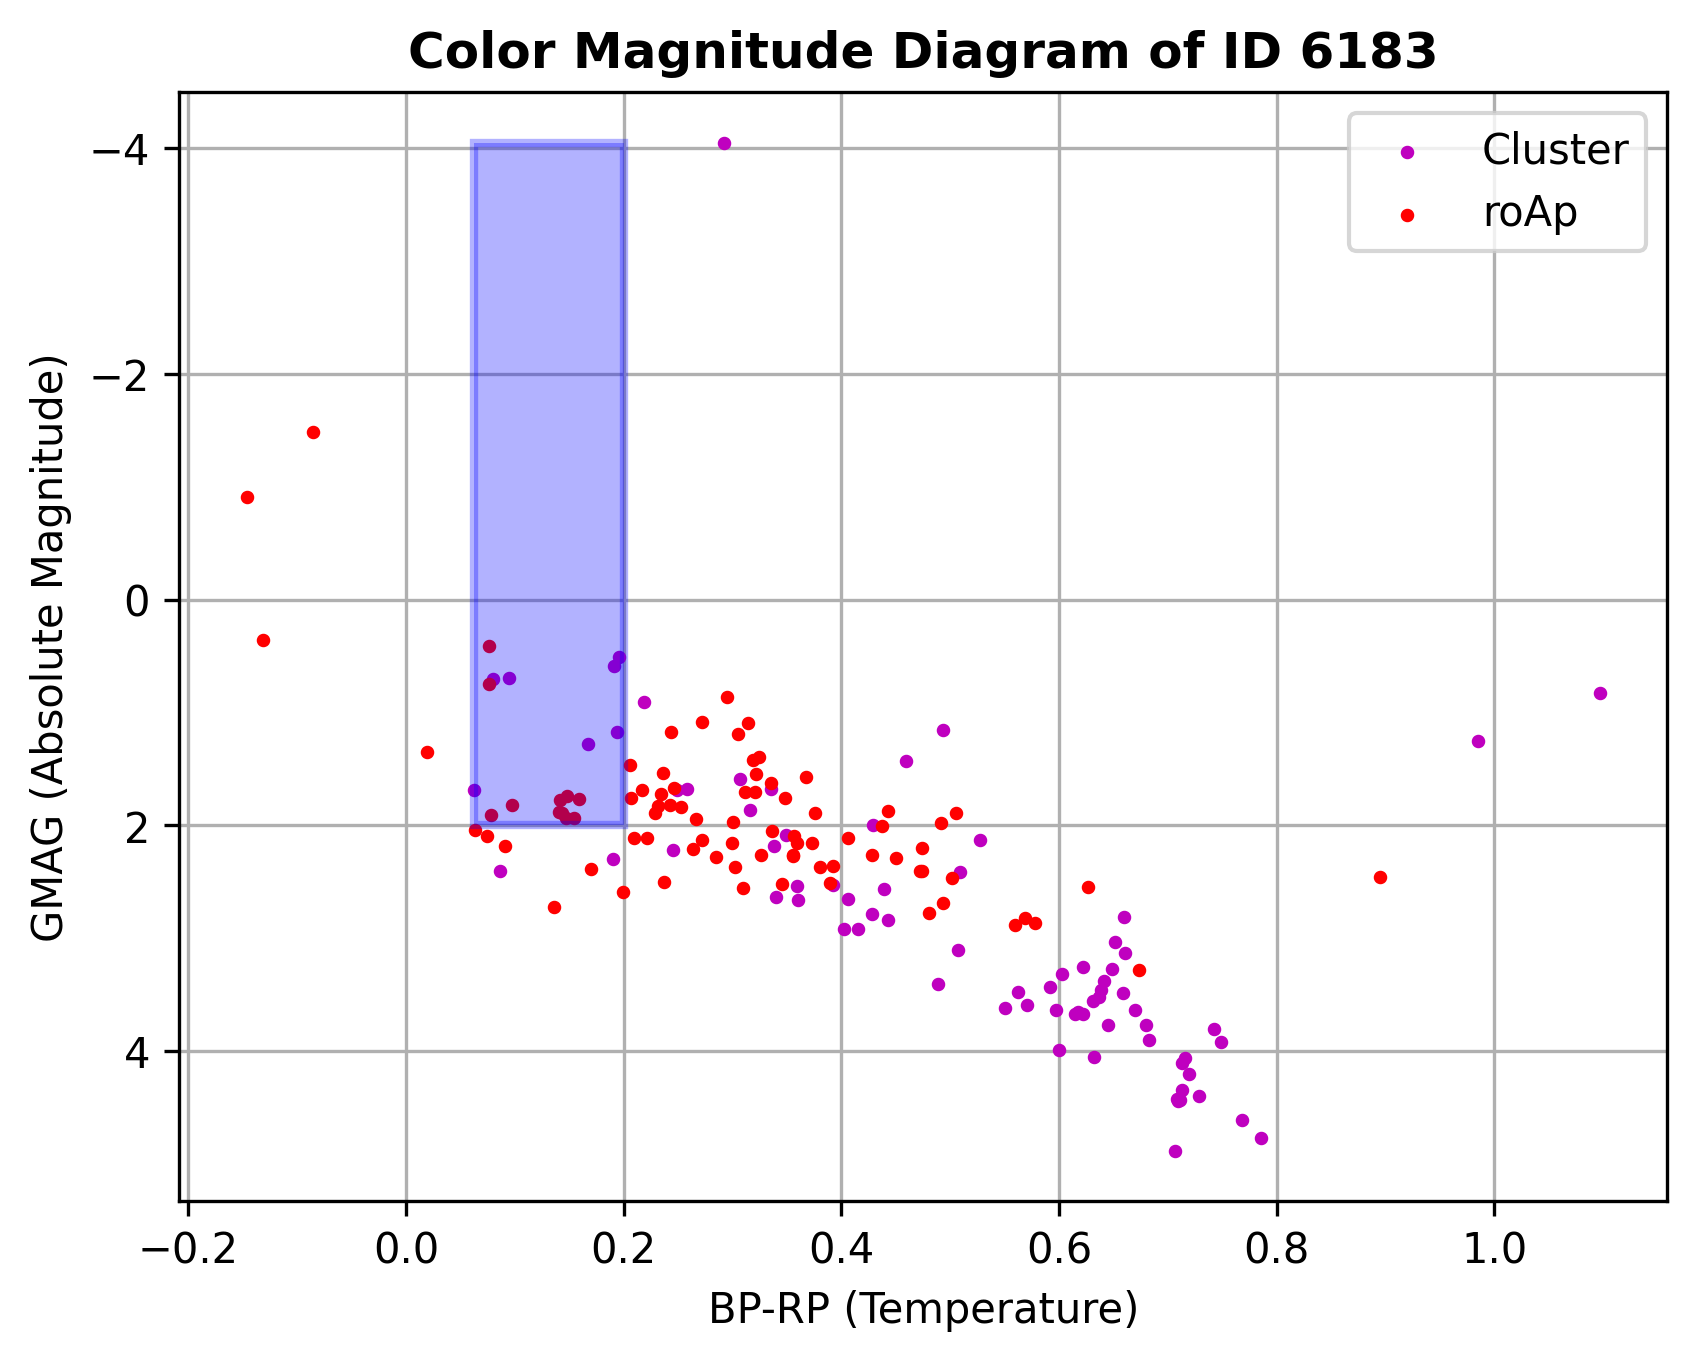 Color Magnitude Diagram of ID 6183
Cluster
roAp
GMAG (Absolute Magnitude)
−4
−2
0
2
4
−0.2 0.0 0.2 0.4 0.6 0.8 1.0
BP-RP (Temperature)